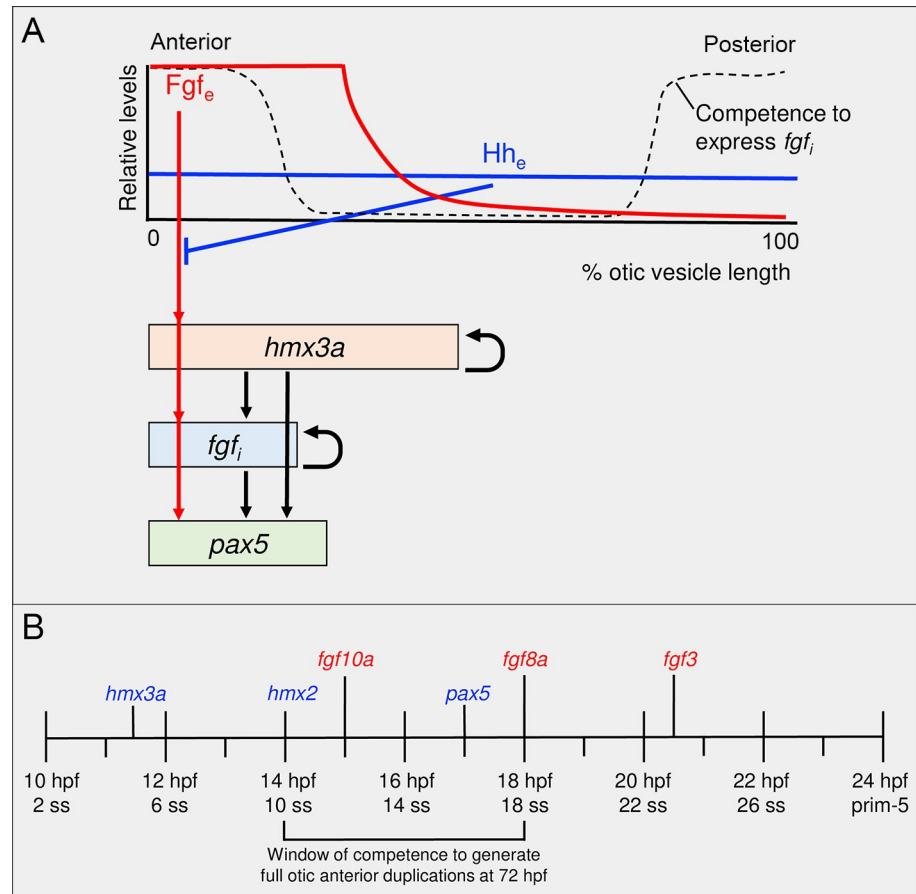 A
Anterior
Posterior
Relative levels
Fgfe
Competence to
express fgfi
Hhe
0
100
% otic vesicle length
hmx3a
fgfi
pax5
B
fgf10a
fgf8a
fgf3
hmx3a
hmx2
pax5
10 hpf 12 hpf 14 hpf 16 hpf 18 hpf 20 hpf 22 hpf 24 hpf
2 ss 6 ss 10 ss 14 ss 18 ss 22 ss 26 ss prim-5
Window of competence to generate
full otic anterior duplications at 72 hpf